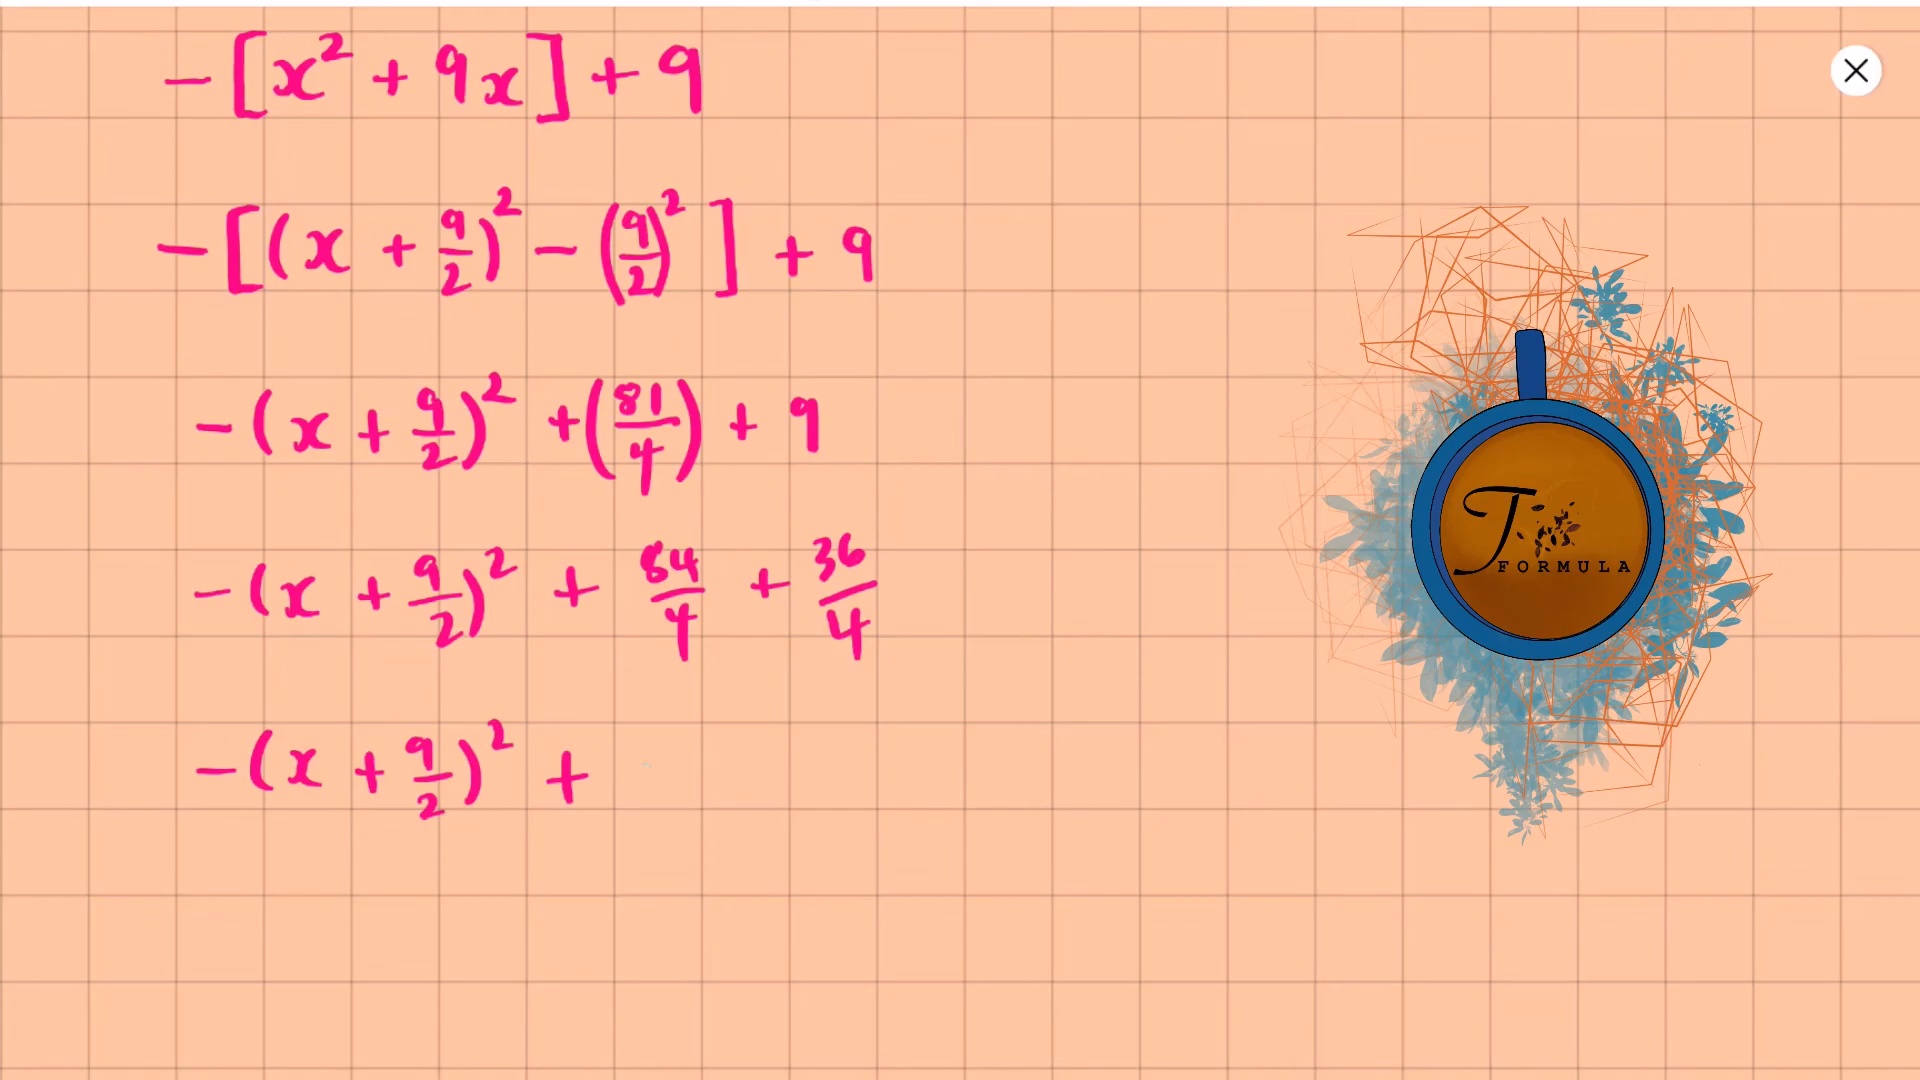 -[x² + 9x] + 9
-[(x + 9/2)² - (9/2)²] + 9
-(x + 9/2)² + (81/4) + 9
-(x + 9/2)² + 84/4 + 36/4
-(x + 9/2)² +
T
FORMULA